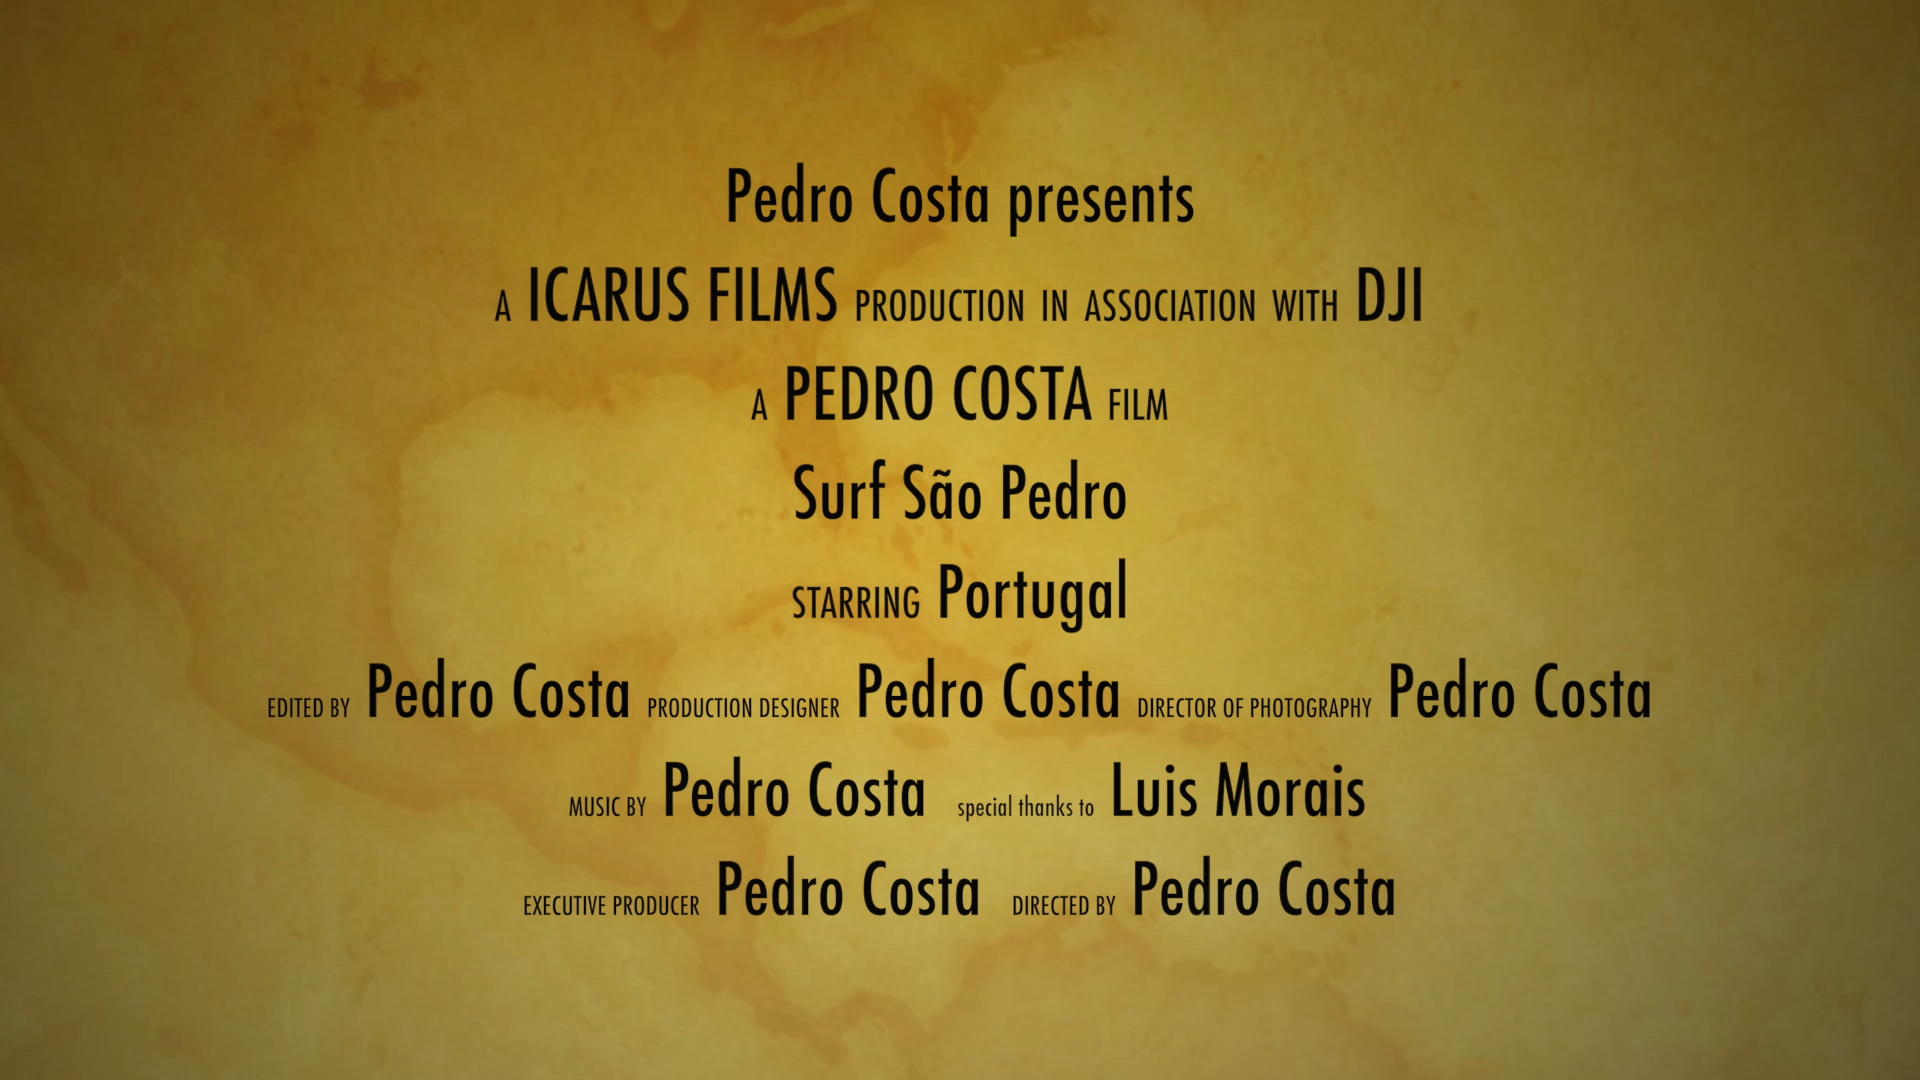 Pedro Costa presents
A ICARUS FILMS PRODUCTION IN ASSOCIATION WITH DJI
A PEDRO COSTA FILM
Surf São Pedro
STARRING Portugal
EDITED BY Pedro Costa PRODUCTION DESIGNER Pedro Costa DIRECTOR OF PHOTOGRAPHY Pedro Costa
MUSIC BY Pedro Costa special thanks to Luis Morais
EXECUTIVE PRODUCER Pedro Costa DIRECTED BY Pedro Costa